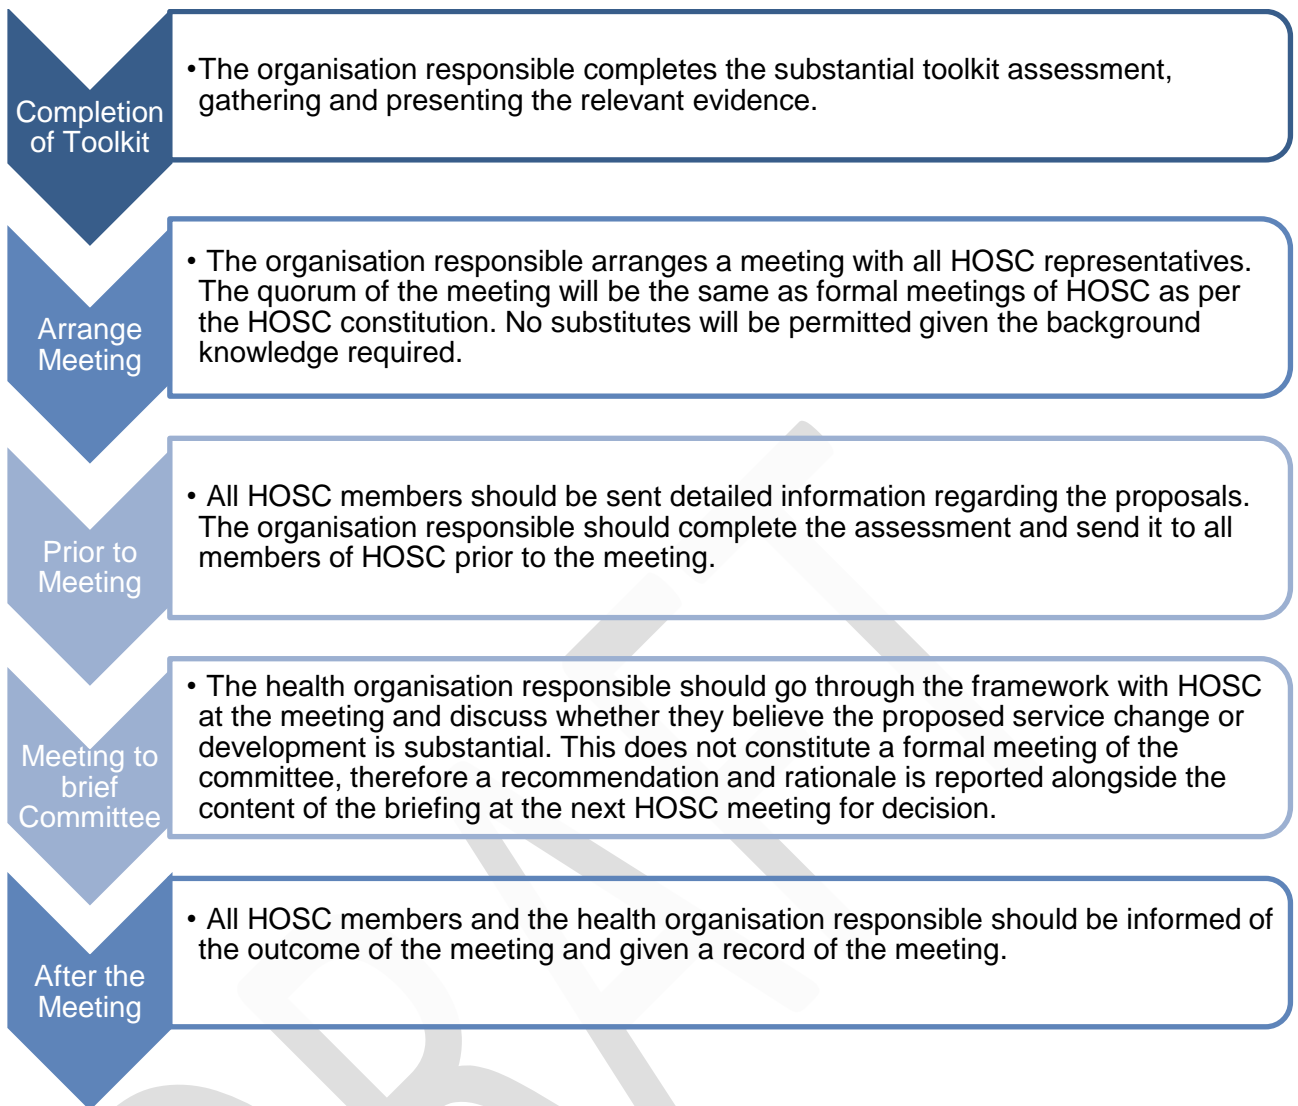 Completion
of Toolkit
•The organisation responsible completes the substantial toolkit assessment,
gathering and presenting the relevant evidence.
Arrange
Meeting
• The organisation responsible arranges a meeting with all HOSC representatives.
The quorum of the meeting will be the same as formal meetings of HOSC as per
the HOSC constitution. No substitutes will be permitted given the background
knowledge required.
Prior to
Meeting
• All HOSC members should be sent detailed information regarding the proposals.
The organisation responsible should complete the assessment and send it to all
members of HOSC prior to the meeting.
Meeting to
brief
Committee
• The health organisation responsible should go through the framework with HOSC
at the meeting and discuss whether they believe the proposed service change or
development is substantial. This does not constitute a formal meeting of the
committee, therefore a recommendation and rationale is reported alongside the
content of the briefing at the next HOSC meeting for decision.
After the
Meeting
• All HOSC members and the health organisation responsible should be informed of
the outcome of the meeting and given a record of the meeting.